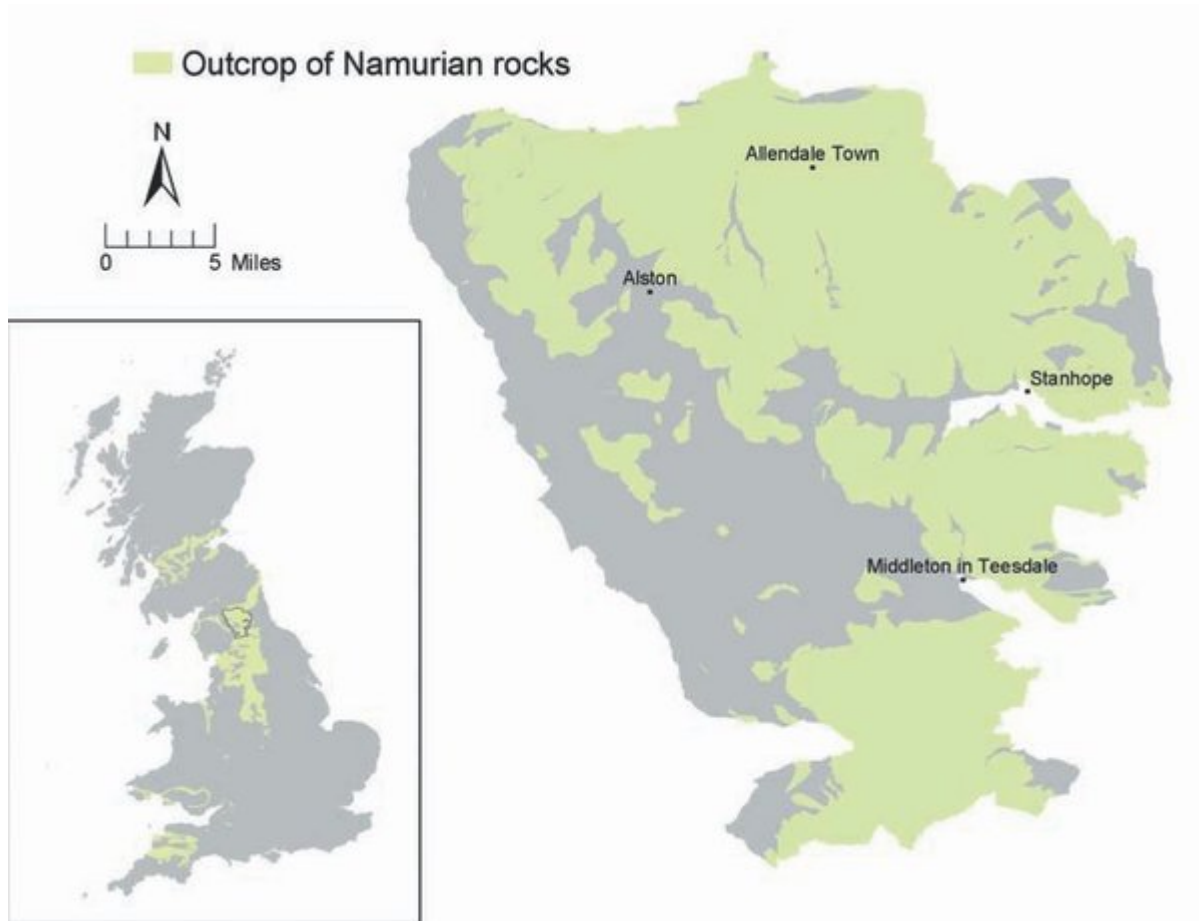 Outcrop of Namurian rocks
N
0 5 Miles
Allendale Town
Alston
Stanhope
Middleton in Teesdale